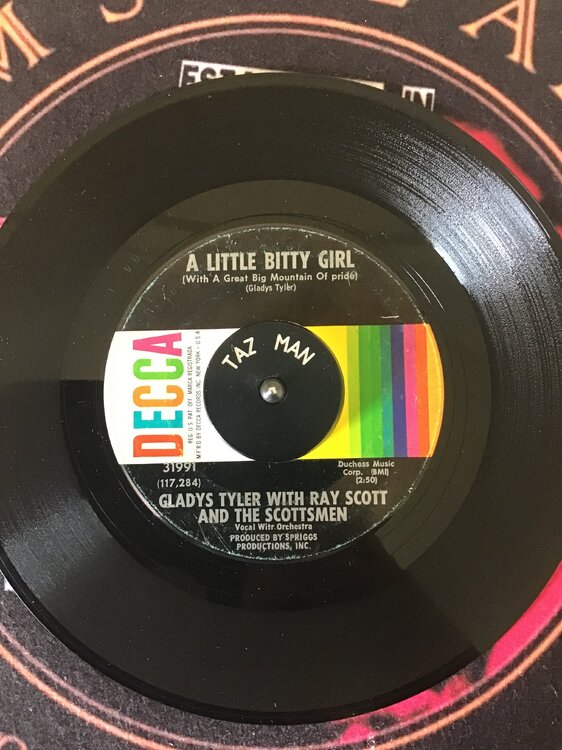 A LITTLE BITTY GIRL
(With A Great Big Mountain Of pride)
(Gladys Tyler)
DECCA
REG U.S. PAT. OFF. MARCA REGISTRADA
MFRD BY DECCA RECORDS INC. NEW YORK - U.S.A.
TAZ MAN
31991
(117,284)
Duchess Music
Corp. (BMI)
(2:50)
GLADYS TYLER WITH RAY SCOTT
AND THE SCOTTSMEN
Vocal With Orchestra
PRODUCED BY SPRIGGS
PRODUCTIONS, INC.
IN